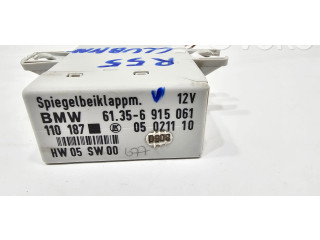 R55
CLUBMAN
Spiegelbeiklappm. 12V
BMW 61.35-6 915 061
110 187 05 0211 10
HW 05 SW 00